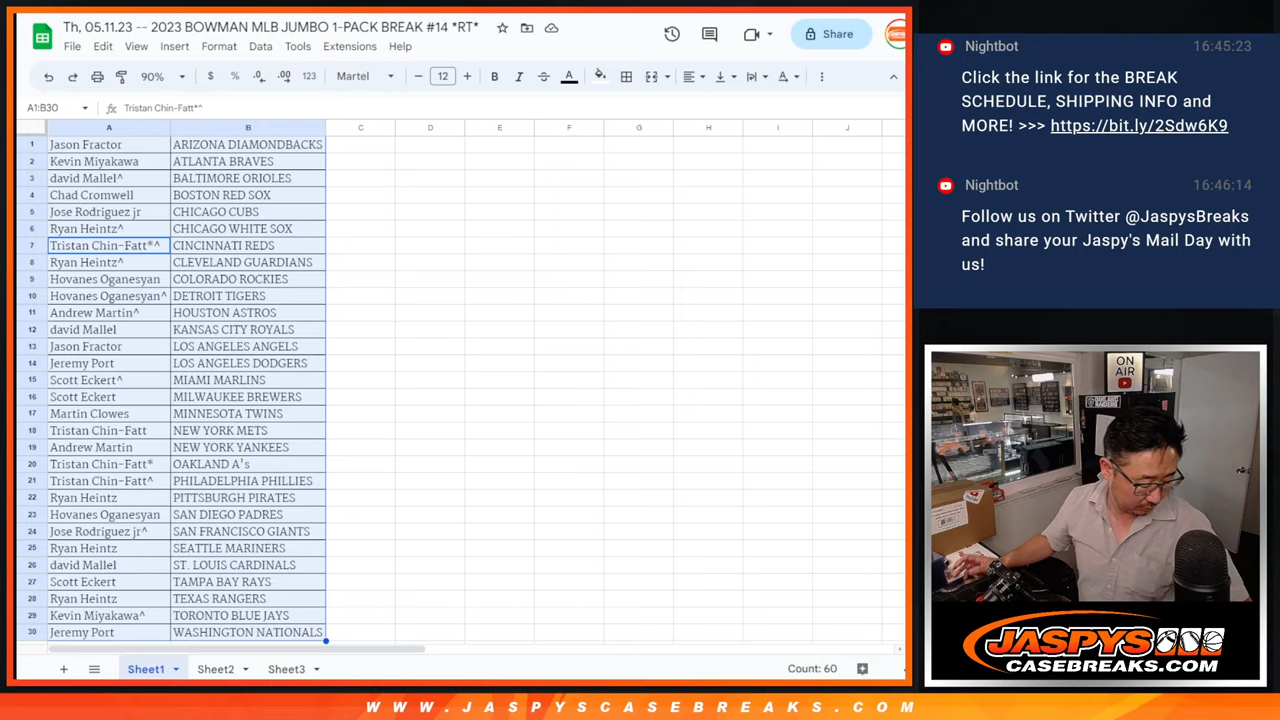 Th, 05.11.23 -- 2023 BOWMAN MLB JUMBO 1-PACK BREAK #14 *RT*
File Edit View Insert Format Data Tools Extensions Help
Share
90% $ % .0 .00 123 Martel 12
A1:B30 fx Tristan Chin-Fatt*^
A B C D E F G H I J
1 Jason Fractor ARIZONA DIAMONDBACKS
2 Kevin Miyakawa ATLANTA BRAVES
3 david Mallel^ BALTIMORE ORIOLES
4 Chad Cromwell BOSTON RED SOX
5 Jose Rodriguez jr CHICAGO CUBS
6 Ryan Heintz^ CHICAGO WHITE SOX
7 Tristan Chin-Fatt*^ CINCINNATI REDS
8 Ryan Heintz^ CLEVELAND GUARDIANS
9 Hovanes Oganesyan COLORADO ROCKIES
10 Hovanes Oganesyan^ DETROIT TIGERS
11 Andrew Martin^ HOUSTON ASTROS
12 david Mallel KANSAS CITY ROYALS
13 Jason Fractor LOS ANGELES ANGELS
14 Jeremy Port LOS ANGELES DODGERS
15 Scott Eckert^ MIAMI MARLINS
16 Scott Eckert MILWAUKEE BREWERS
17 Martin Clowes MINNESOTA TWINS
18 Tristan Chin-Fatt NEW YORK METS
19 Andrew Martin NEW YORK YANKEES
20 Tristan Chin-Fatt* OAKLAND A's
21 Tristan Chin-Fatt^ PHILADELPHIA PHILLIES
22 Ryan Heintz PITTSBURGH PIRATES
23 Hovanes Oganesyan SAN DIEGO PADRES
24 Jose Rodriguez jr^ SAN FRANCISCO GIANTS
25 Ryan Heintz SEATTLE MARINERS
26 david Mallel ST. LOUIS CARDINALS
27 Scott Eckert TAMPA BAY RAYS
28 Ryan Heintz TEXAS RANGERS
29 Kevin Miyakawa^ TORONTO BLUE JAYS
30 Jeremy Port WASHINGTON NATIONALS
Sheet1 Sheet2 Sheet3 Count: 60
Nightbot 16:45:23
Click the link for the BREAK
SCHEDULE, SHIPPING INFO and
MORE! >>> https://bit.ly/2Sdw6K9
Nightbot 16:46:14
Follow us on Twitter @JaspysBreaks
and share your Jaspy's Mail Day with
us!
ON
AIR
JASPYS
CASEBREAKS.COM
WWW.JASPYSCASEBREAKS.COM